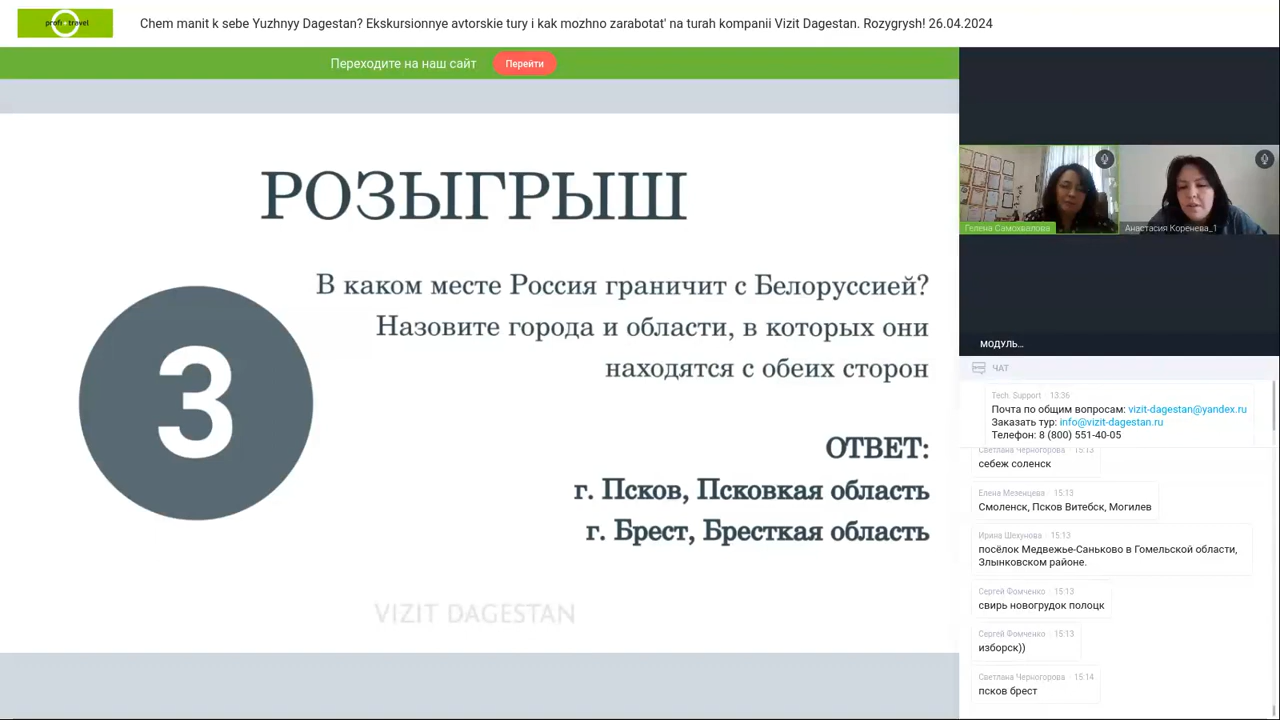 profi travel
Chem manit k sebe Yuzhnyy Dagestan? Ekskursionnye avtorskie tury i kak mozhno zarabotat' na turah kompanii Vizit Dagestan. Rozygrysh! 26.04.2024
Переходите на наш сайт
Перейти
РОЗЫГРЫШ
3
В каком месте Россия граничит с Белоруссией?
Назовите города и области, в которых они
находятся с обеих сторон
ОТВЕТ:
г. Псков, Псковкая область
г. Брест, Бресткая область
VIZIT DAGESTAN
Гелена Самохвалова
Анастасия Коренева_1
МОДУЛЬ...
ЧАТ
Tech. Support 13:36
Почта по общим вопросам: vizit-dagestan@yandex.ru
Заказать тур: info@vizit-dagestan.ru
Телефон: 8 (800) 551-40-05
Светлана Черногорова 15:13
себеж соленск
Елена Мезенцева 15:13
Смоленск, Псков Витебск, Могилев
Ирина Шехунова 15:13
посёлок Медвежье-Саньково в Гомельской области,
Злынковском районе.
Сергей Фомченко 15:13
свирь новогрудок полоцк
Сергей Фомченко 15:13
изборск))
Светлана Черногорова 15:14
псков брест